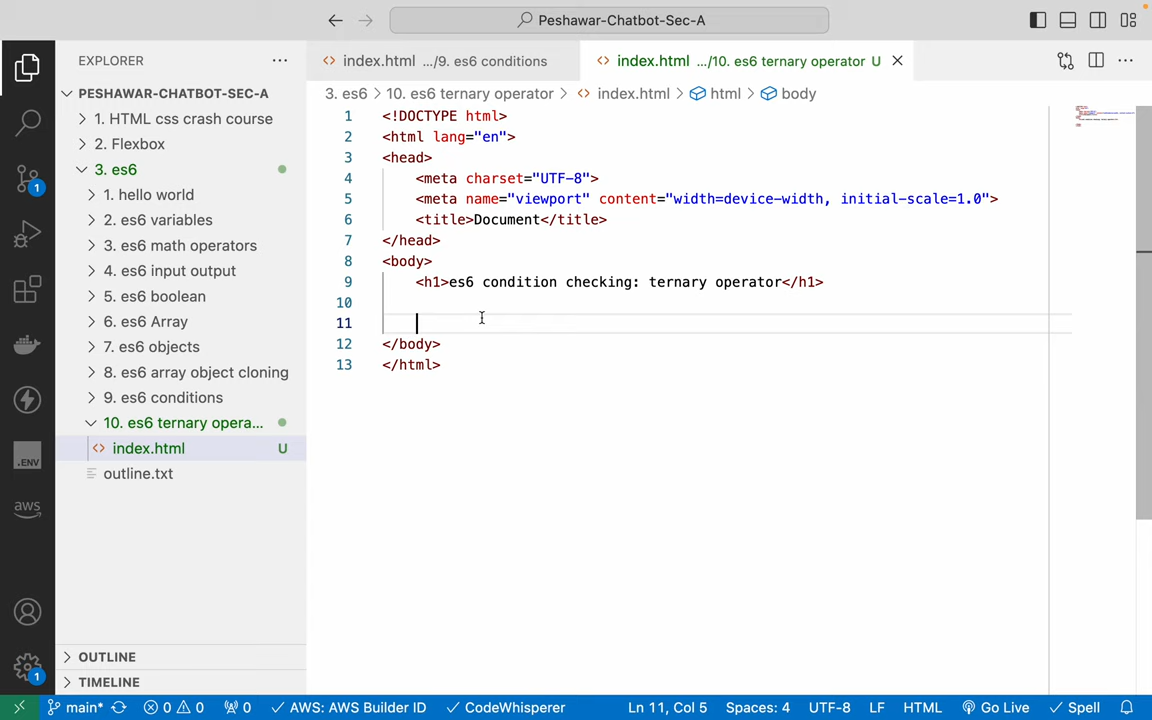 Peshawar-Chatbot-Sec-A
EXPLORER
index.html .../9. es6 conditions
index.html .../10. es6 ternary operator U
3. es6 > 10. es6 ternary operator > index.html > html > body
PESHAWAR-CHATBOT-SEC-A
1. HTML css crash course
2. Flexbox
3. es6
1. hello world
2. es6 variables
3. es6 math operators
4. es6 input output
5. es6 boolean
6. es6 Array
7. es6 objects
8. es6 array object cloning
9. es6 conditions
10. es6 ternary opera...
index.html U
outline.txt
OUTLINE
TIMELINE
1 <!DOCTYPE html>
2 <html lang="en">
3 <head>
4 <meta charset="UTF-8">
5 <meta name="viewport" content="width=device-width, initial-scale=1.0">
6 <title>Document</title>
7 </head>
8 <body>
9 <h1>es6 condition checking: ternary operator</h1>
10
11
12 </body>
13 </html>
1
.ENV
aws
1
main* 0 0 0 AWS: AWS Builder ID CodeWhisperer Ln 11, Col 5 Spaces: 4 UTF-8 LF HTML Go Live Spell